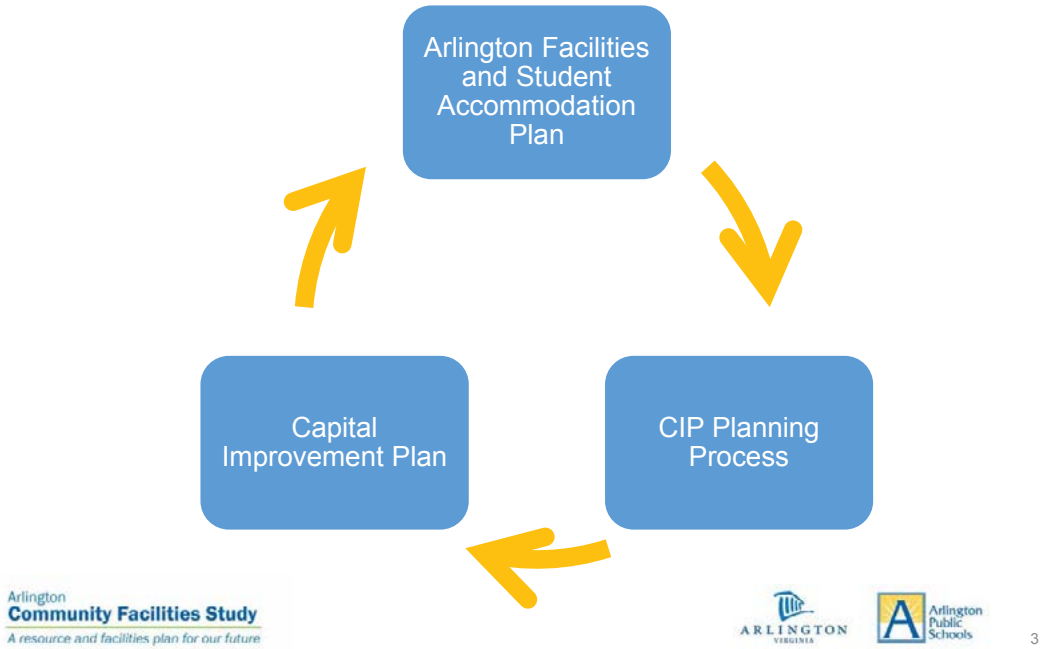 Arlington Facilities
and Student
Accommodation
Plan
Capital
Improvement Plan
CIP Planning
Process
Arlington
Community Facilities Study
A resource and facilities plan for our future
ARLINGTON
VIRGINIA
A
Arlington
Public
Schools
3